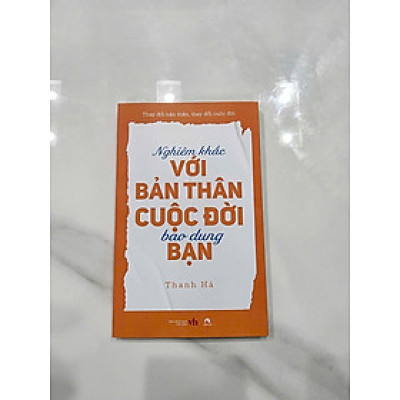 Thay đổi bản thân, thay đổi cuộc đời
Nghiêm khắc
VỚI
BẢN THÂN
CUỘC ĐỜI
bao dung
BẠN
Thanh Hà
vh